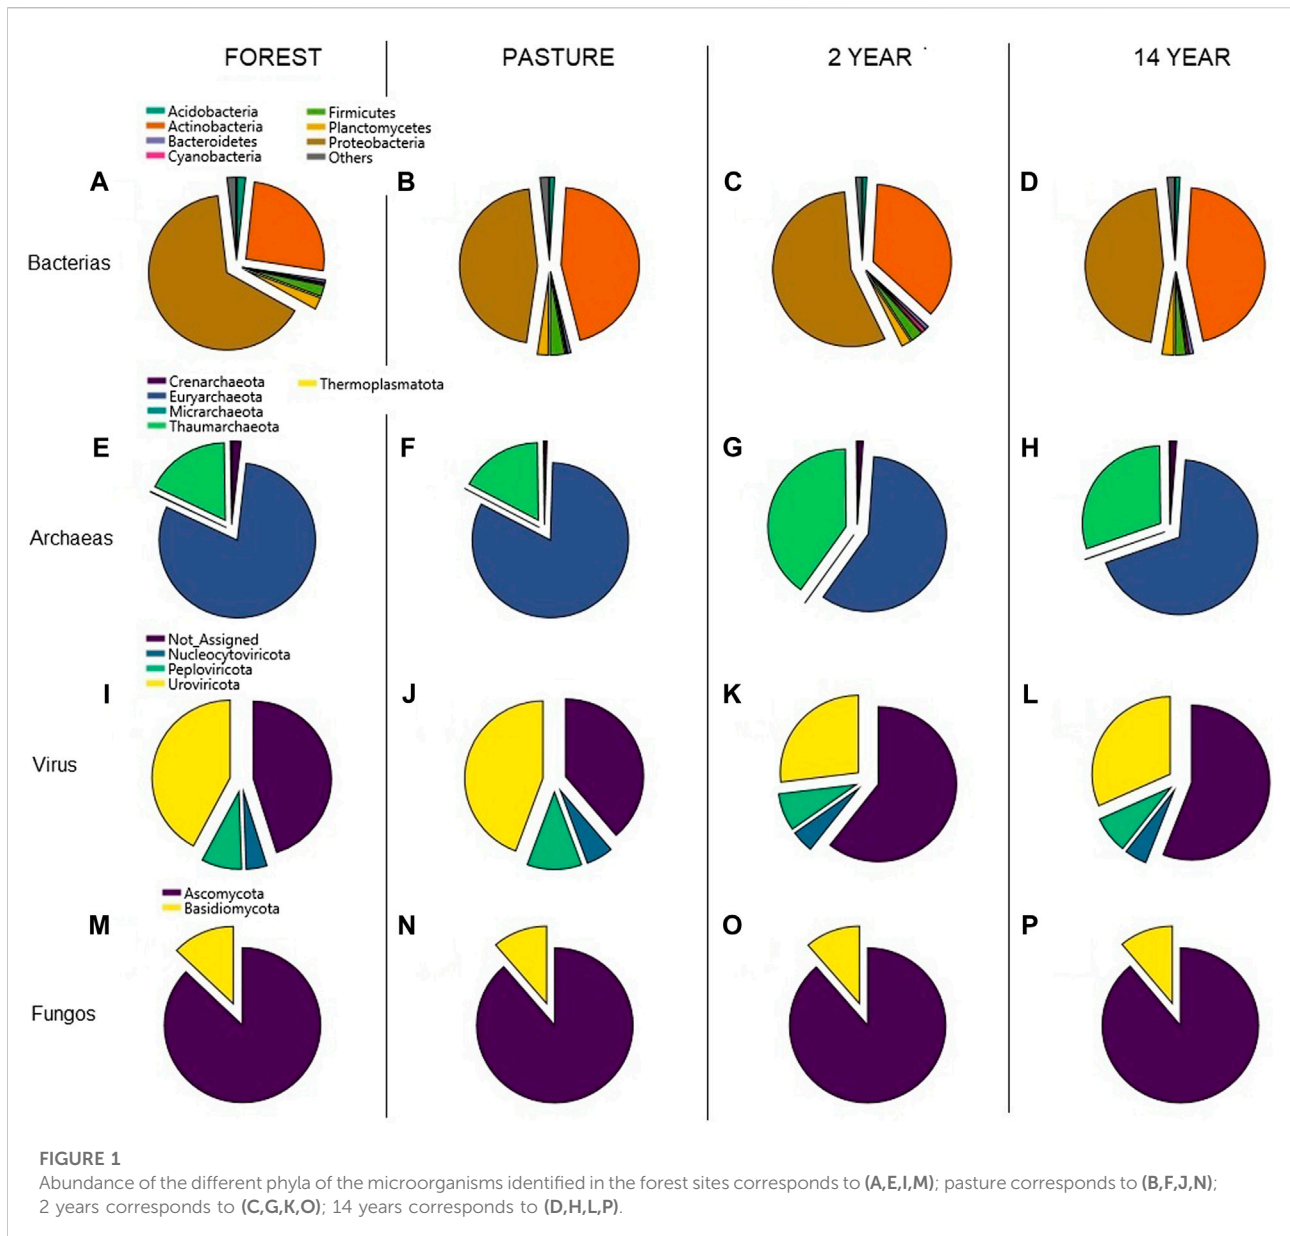 FOREST
PASTURE
2 YEAR
14 YEAR
Acidobacteria
Actinobacteria
Bacteroidetes
Cyanobacteria
Firmicutes
Planctomycetes
Proteobacteria
Others
A
B
C
D
Bacterias
Crenarchaeota
Euryarchaeota
Micrarchaeota
Thaumarchaeota
Thermoplasmatota
E
F
G
H
Archaeas
Not_Assigned
Nucleocytoviricota
Peploviricota
Uroviricota
I
J
K
L
Virus
Ascomycota
Basidiomycota
M
N
O
P
Fungos
FIGURE 1
Abundance of the different phyla of the microorganisms identified in the forest sites corresponds to (A,E,I,M); pasture corresponds to (B,F,J,N);
2 years corresponds to (C,G,K,O); 14 years corresponds to (D,H,L,P).